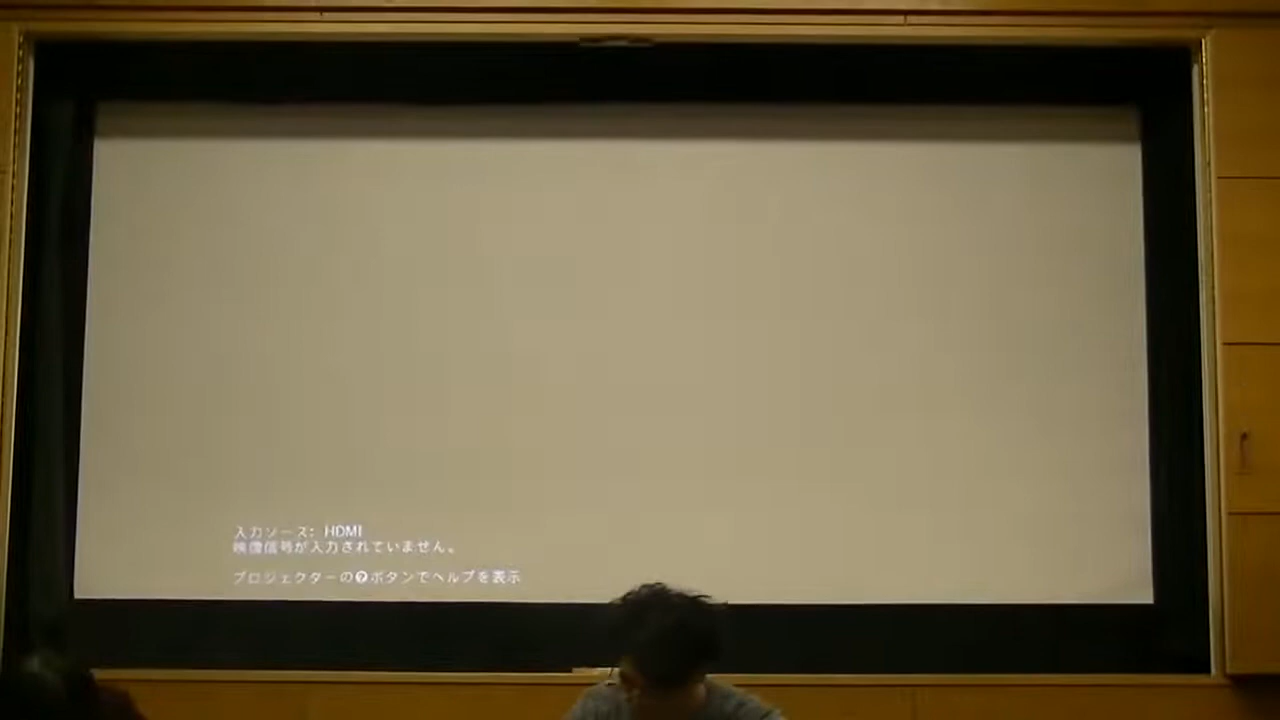 入力ソース: HDMI
映像信号が入力されていません。
プロジェクターの?ボタンでヘルプを表示